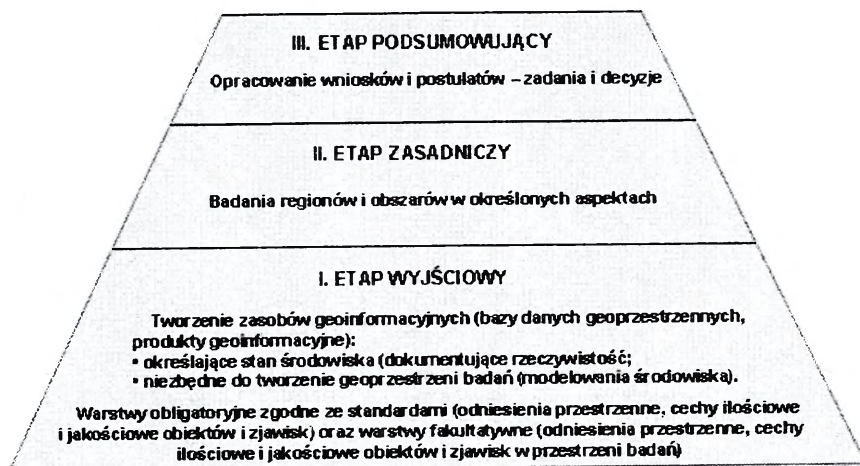 III. ETAP PODSUMOWUJĄCY
Opracowanie wniosków i postulatów – zadania i decyzje
II. ETAP ZASADNICZY
Badania regionów i obszarów w określonych aspektach
I. ETAP WYJŚCIOWY
Tworzenie zasobów geoinformacyjnych (bazy danych geoprzestrzennych,
produkty geoinformacyjne):
• określające stan środowiska (dokumentujące rzeczywistość;
• niezbędne do tworzenie geoprzestrzeni badań (modelowania środowiska).
Warstwy obligatoryjne zgodne ze standardami (odniesienia przestrzenne, cechy ilościowe
i jakościowe obiektów i zjawisk) oraz warstwy fakultatywne (odniesienia przestrzenne, cechy
ilościowe i jakościowe obiektów i zjawisk w przestrzeni badań)